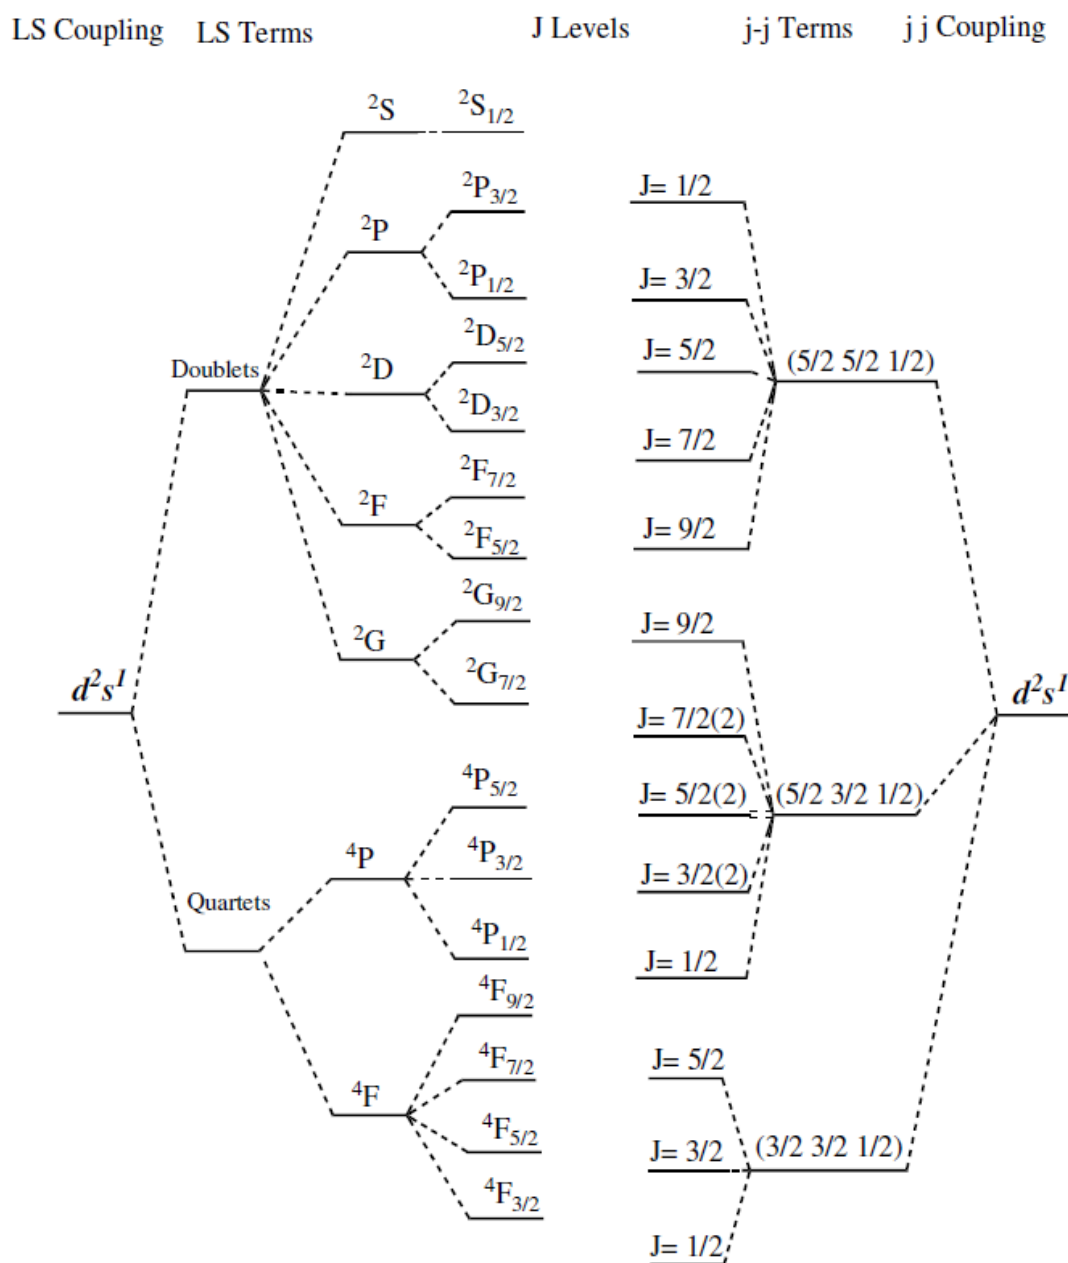 LS Coupling LS Terms J Levels j-j Terms j j Coupling
²S ²S₁/₂
²P₃/₂ J= 1/2
²P
²P₁/₂ J= 3/2
²D₅/₂ J= 5/2 (5/2 5/2 1/2)
Doublets ²D
²D₃/₂
J= 7/2
²F₇/₂
²F
²F₅/₂ J= 9/2
²G₉/₂ J= 9/2
²G
²G₇/₂
d²s¹ J= 7/2(2) d²s¹
⁴P₅/₂ J= 5/2(2) (5/2 3/2 1/2)
⁴P ⁴P₃/₂
J= 3/2(2)
Quartets
⁴P₁/₂ J= 1/2
⁴F₉/₂
⁴F₇/₂ J= 5/2
⁴F
⁴F₅/₂ J= 3/2 (3/2 3/2 1/2)
⁴F₃/₂
J= 1/2